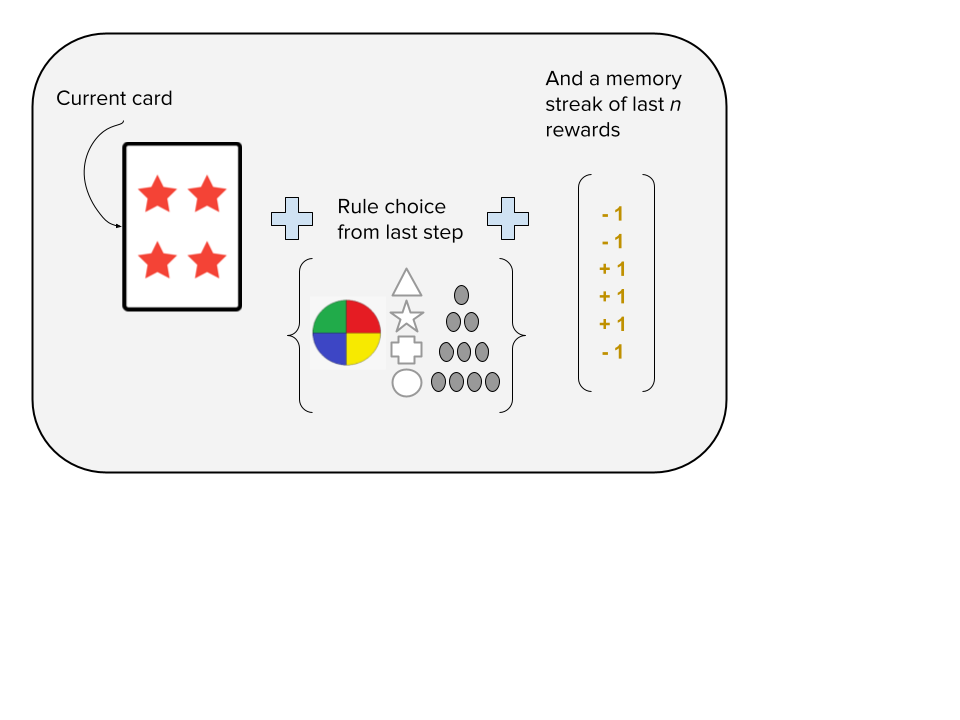 Current card
Rule choice
from last step
And a memory
streak of last n
rewards
- 1
- 1
+ 1
+ 1
+ 1
- 1